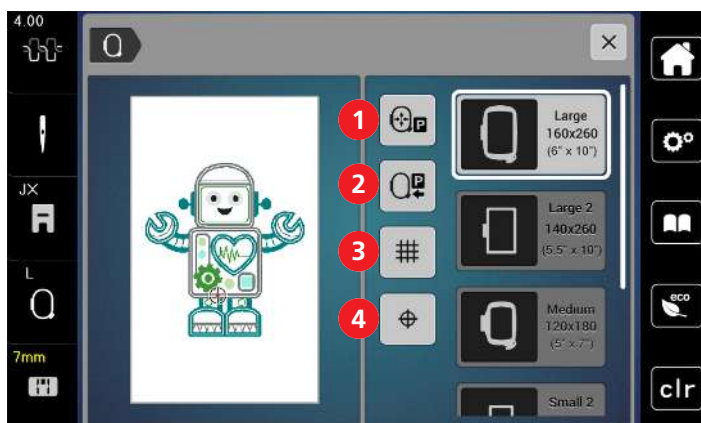 4.00
JX
L
7mm
1
P
2
P
3
4
Large
160x260
(6" x 10")
Large 2
140x260
(5.5" x 10")
Medium
120x180
(5" x 7")
Small 2
eco
clr